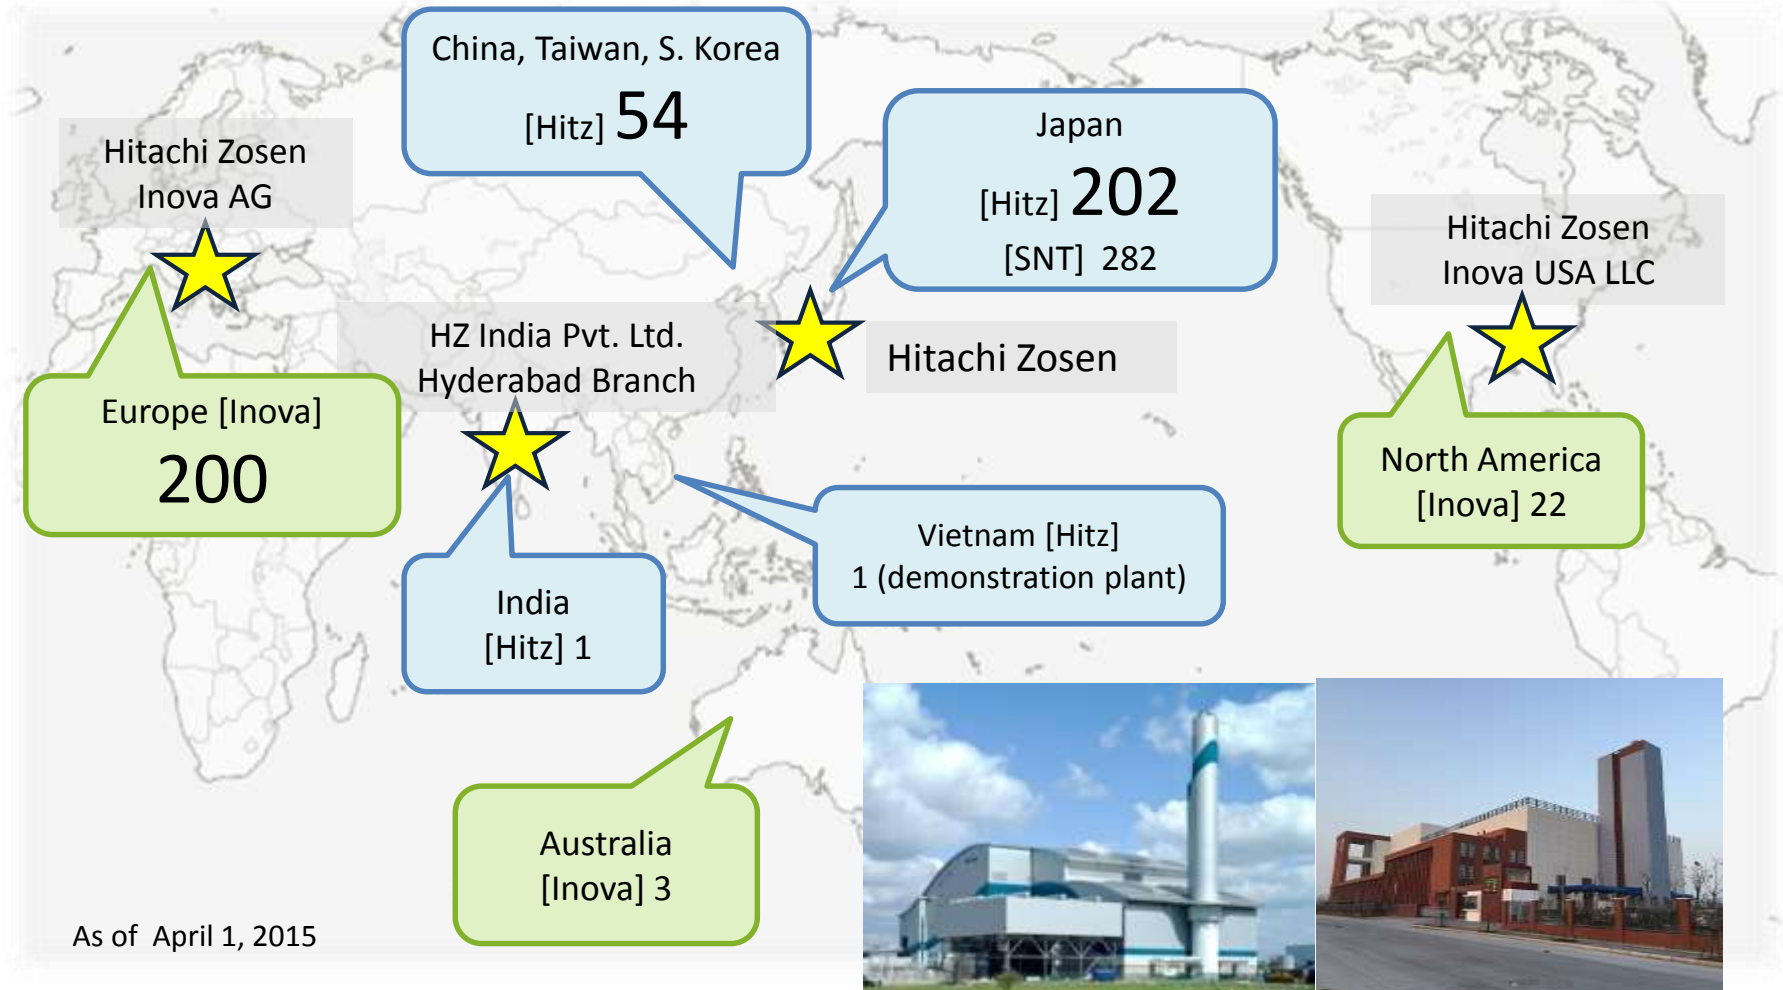 China, Taiwan, S. Korea
[Hitz] 54
Japan
[Hitz] 202
[SNT] 282
Hitachi Zosen
Inova AG
Hitachi Zosen
Inova USA LLC
HZ India Pvt. Ltd.
Hyderabad Branch
Hitachi Zosen
Europe [Inova]
200
North America
[Inova] 22
Vietnam [Hitz]
1 (demonstration plant)
India
[Hitz] 1
Australia
[Inova] 3
As of April 1, 2015